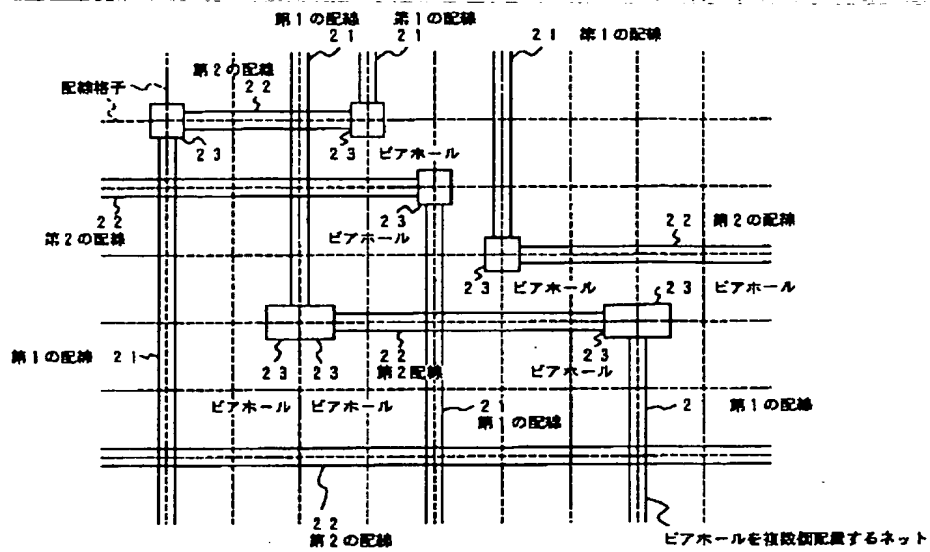 第1の配線 第1の配線
21 21 21 第1の配線
第2の配線
配線格子 22
23 23 ビアホール
22 23 22 第2の配線
第2の配線 ビアホール
23 ビアホール 23 ビアホール
第1の配線 21 23 23 22 23
第2配線 ビアホール
ビアホール ビアホール 21 2 第1の配線
第1の配線
22
第2の配線 ビアホールを複数個配置するネット